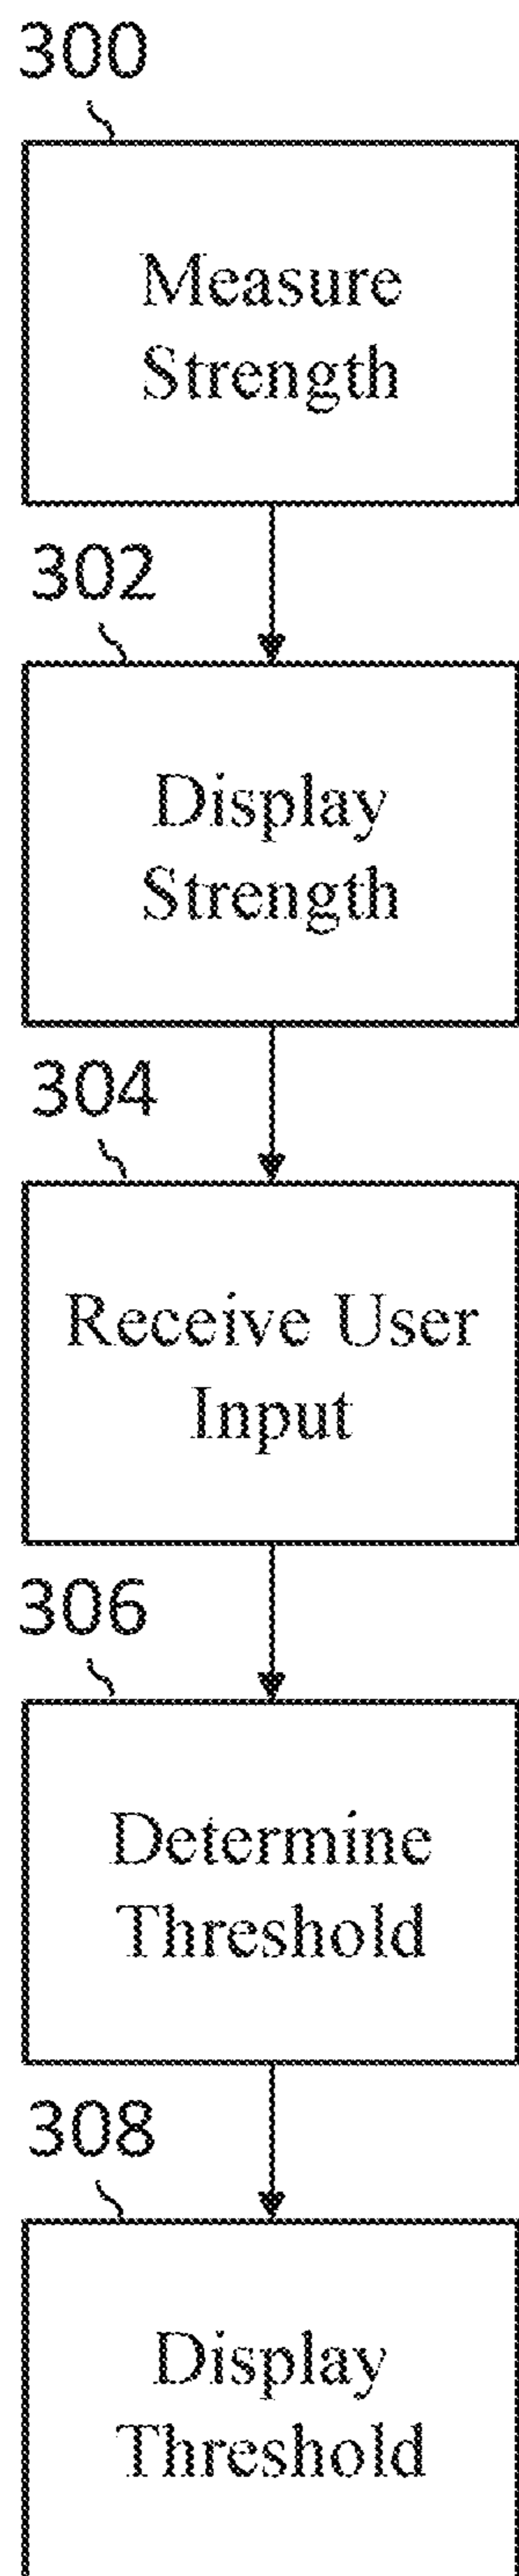 300
Measure
Strength
302
Display
Strength
304
Receive User
Input
306
Determine
Threshold
308
Display
Threshold